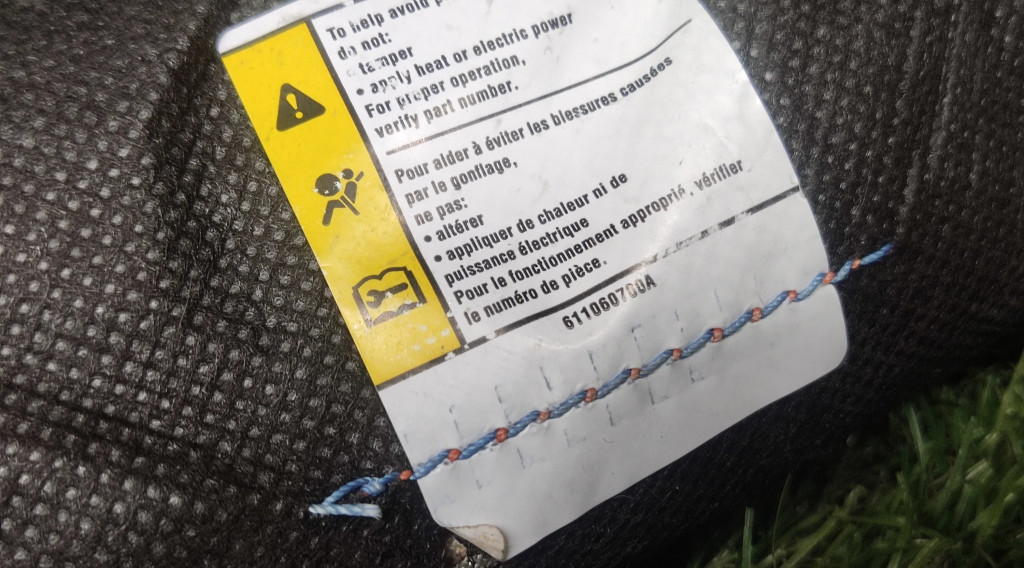 To help avoid
do not:
• tamper
• apply heat or electric power
For proper operation,
verify part number.
Pour aider à éviter les blessures causées
par le gonflage,
ne pas:
• altérer
• appliquer de chaleur ni de
puissance électrique
Pour le fonctionnement approprié, vérifier
le numéro de pièce.
611060700A